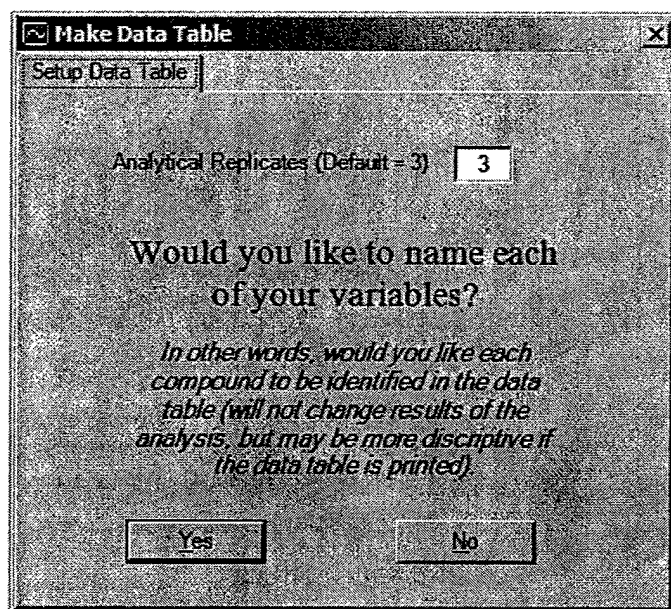 Make Data Table
Setup Data Table
Analytical Replicates (Default = 3) 3
Would you like to name each
of your variables?
In other words, would you like each
compound to be identified in the data
table (will not change results of the
analysis, but may be more discriptive if
the data table is printed).
Yes No